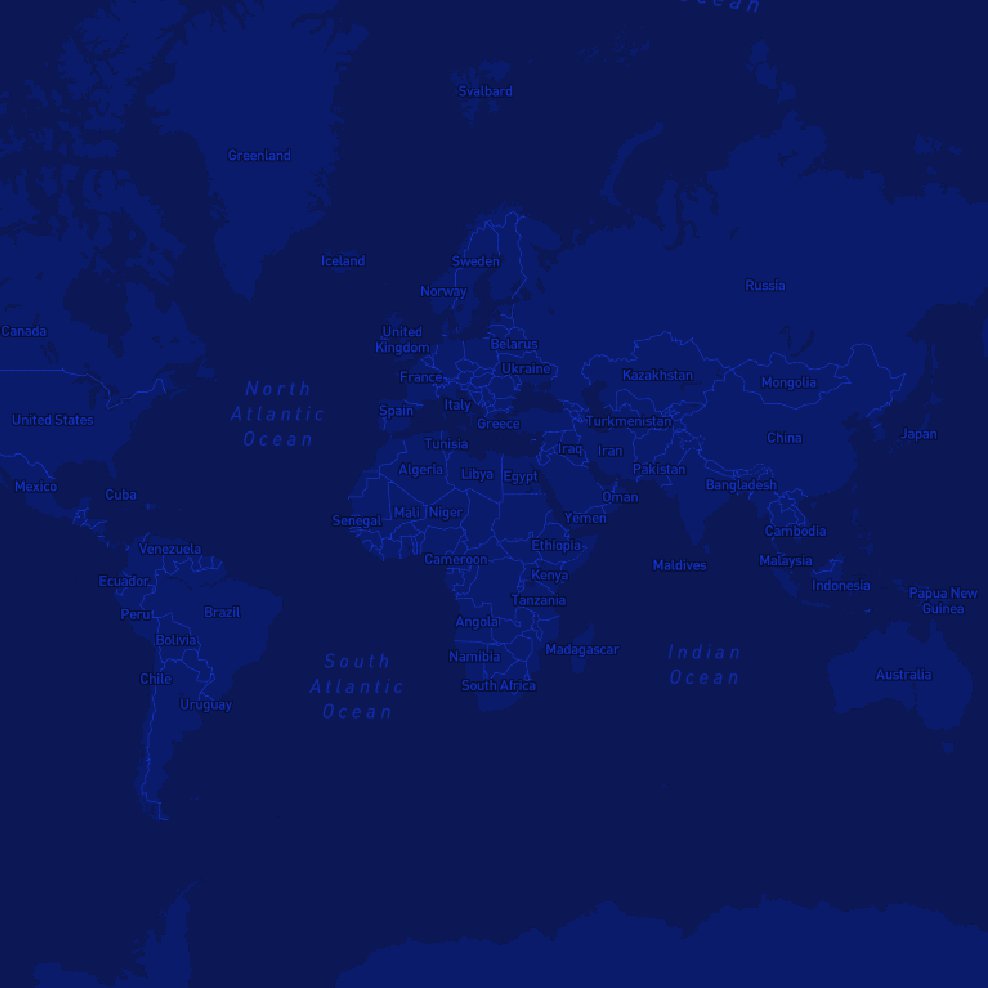 Ocean
Svalbard
Greenland
Iceland
Sweden
Norway
Russia
Canada
United
Kingdom
Belarus
Ukraine
France
Kazakhstan
Mongolia
North
Atlantic
Ocean
Italy
Spain
Greece
United States
Turkmenistan
China
Japan
Tunisia
Iraq
Iran
Algeria
Libya
Egypt
Pakistan
Bangladesh
Mexico
Cuba
Oman
Senegal
Mali
Niger
Yemen
Cambodia
Venezuela
Cameroon
Ethiopia
Maldives
Malaysia
Ecuador
Kenya
Indonesia
Papua New
Guinea
Peru
Brazil
Tanzania
Angola
Bolivia
Madagascar
Namibia
Indian
Ocean
South
Atlantic
Ocean
Chile
South Africa
Australia
Uruguay